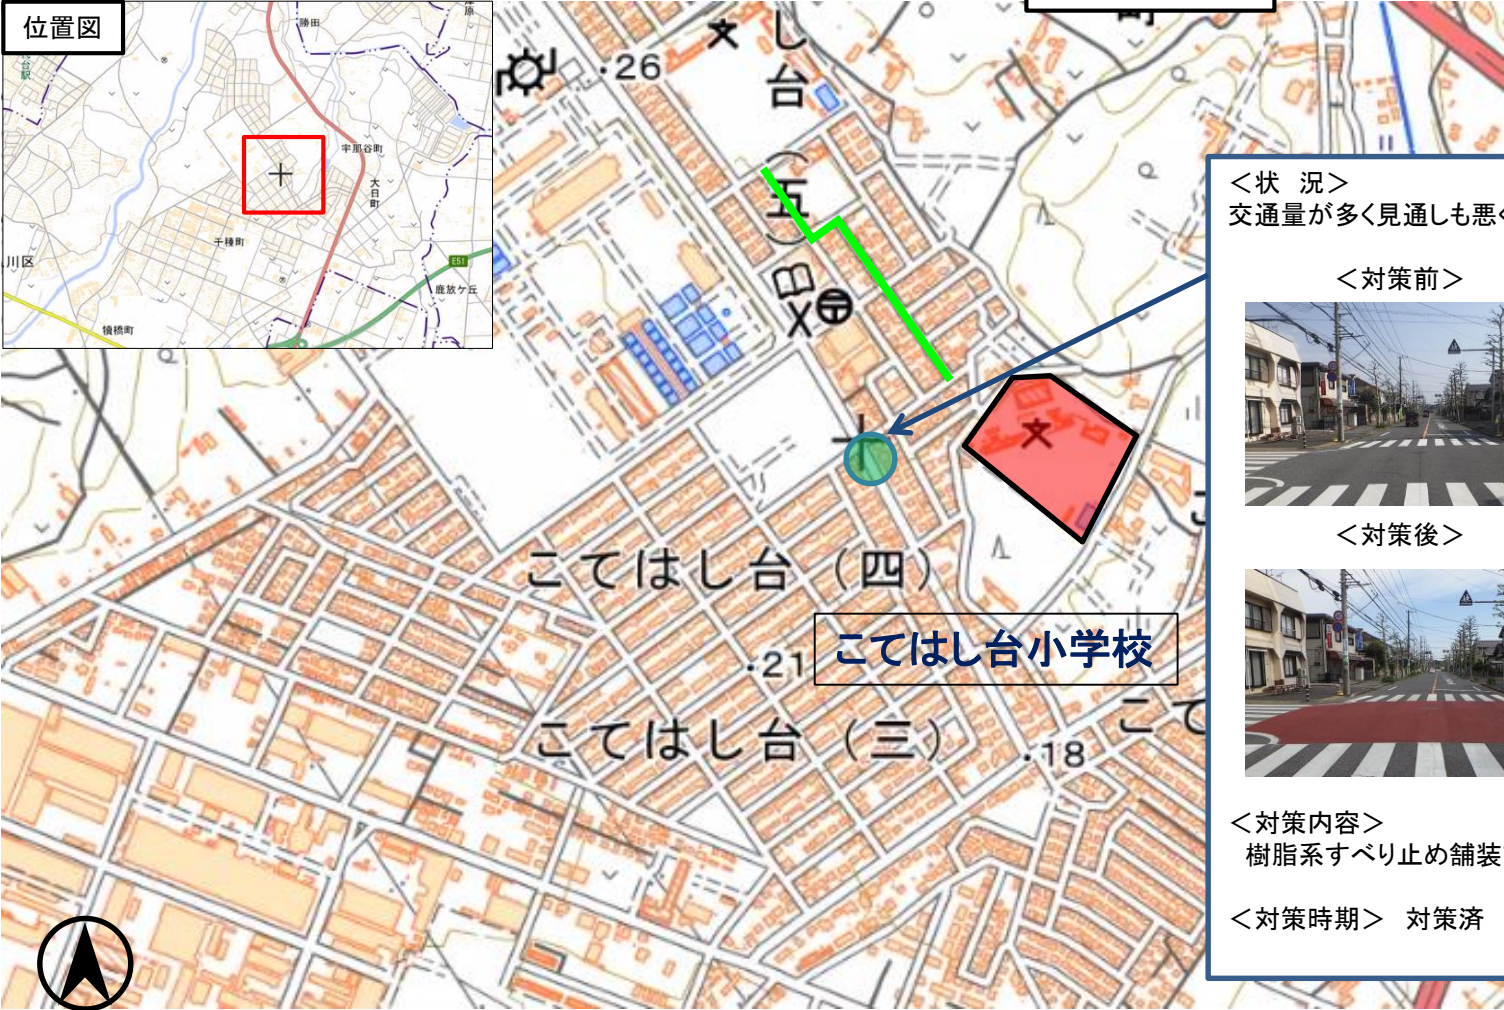 位置図
勝田
宇那谷町
大日町
千種町
川区
E51
鹿放ケ丘
犢橋町
26
し台
(五)
<状 況>
交通量が多く見通しも悪く
<対策前>
<対策後>
こてはし台(四)
こてはし台小学校
21
こてはし台(三)
18
こて
<対策内容>
樹脂系すべり止め舗装
<対策時期> 対策済